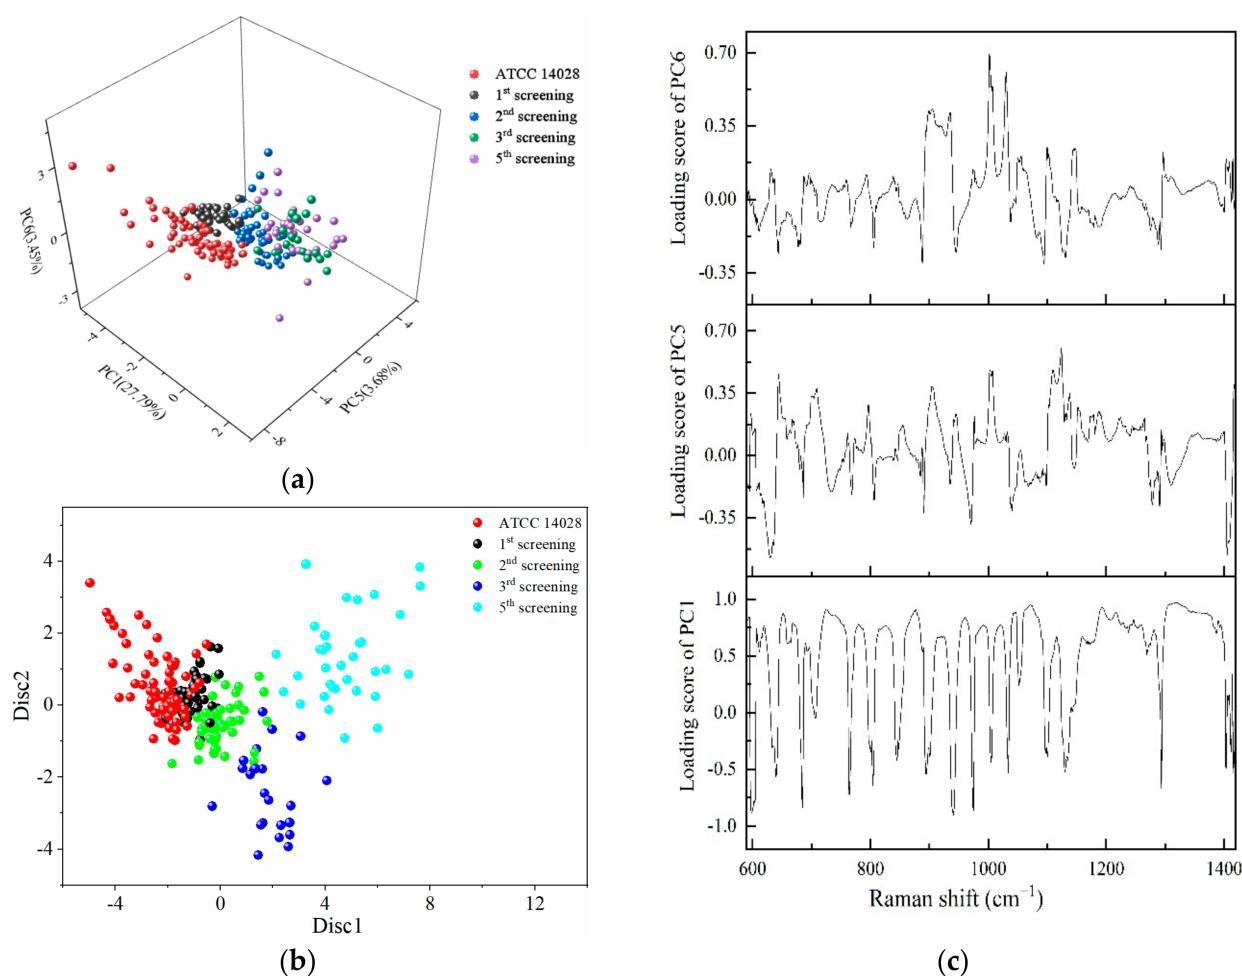 ATCC 14028
1st screening
2nd screening
3rd screening
5th screening
3
0
-3
PC6(3.45%)
-4
-2
0
2
PC1(27.79%)
-8
-4
0
4
PC5(3.68%)
(a)
ATCC 14028
1st screening
2nd screening
3rd screening
5th screening
4
2
0
-2
-4
Disc2
-4
0
4
8
12
Disc1
(b)
0.70
0.35
0.00
-0.35
Loading score of PC6
0.70
0.35
0.00
-0.35
Loading score of PC5
1.0
0.5
0.0
-0.5
-1.0
Loading score of PC1
600
800
1000
1200
1400
Raman shift (cm⁻¹)
(c)